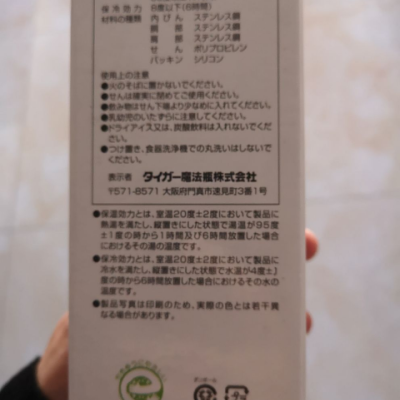 保冷効力 8度以下(6時間)
材料の種類 内びん ステンレス鋼
胴部 ステンレス鋼
肩部 ステンレス鋼
せん ポリプロピレン
パッキン シリコン
使用上の注意
●火のそばに置かないでください。
●せんは確実に閉めてご使用ください。
●飲み物はせん下端より少なめに入れてください。
●乳幼児のいたずらに注意してください。
●ドライアイス又は、炭酸飲料は入れないでくだ
さい。
●つけ置き、食器洗浄機での丸洗いはしないで
ください。
表示者 タイガー魔法瓶株式会社
〒571-8571 大阪府門真市速見町3番1号
●保温効力とは、室温20度±2度において製品に
熱湯を満たし、縦置きにした状態で湯温が95度
±1度の時から1時間及び6時間放置した場合
におけるその湯の温度です。
●保冷効力とは、室温20度±2度において製品に
冷水を満たし、縦置きにした状態で水温が4度±1
度の時から6時間放置した場合におけるその水の
温度です。
●製品写真は印刷のため、実際の色とは若干異
なる場合があります。